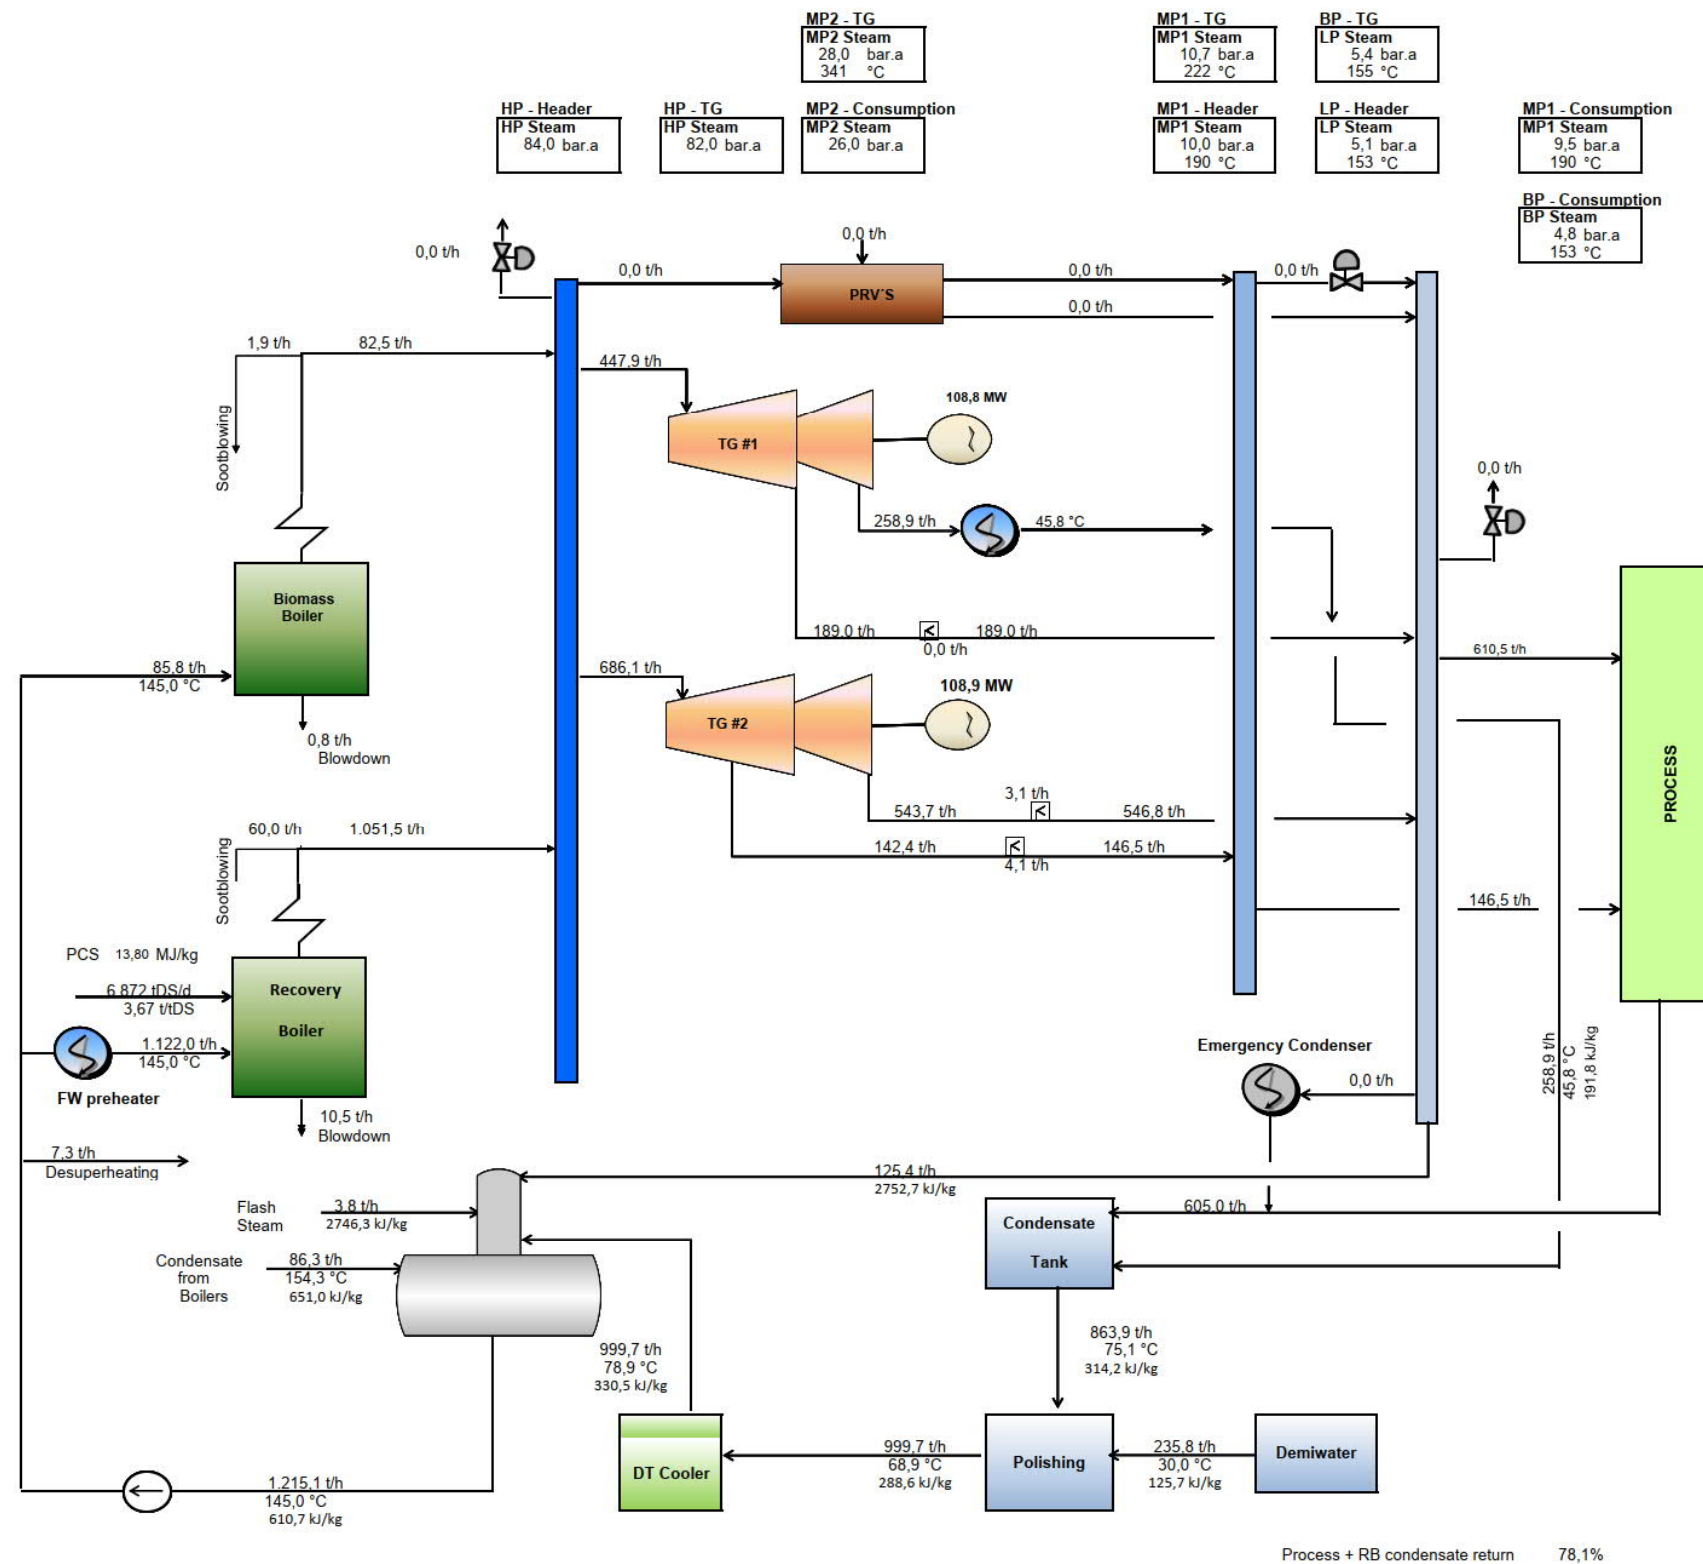 MP2 - TG
MP2 Steam
28,0 bar.a
341 °C
MP1 - TG
MP1 Steam
10,7 bar.a
222 °C
BP - TG
LP Steam
5,4 bar.a
155 °C
HP - Header
HP Steam
84,0 bar.a
HP - TG
HP Steam
82,0 bar.a
MP2 - Consumption
MP2 Steam
26,0 bar.a
MP1 - Header
MP1 Steam
10,0 bar.a
190 °C
LP - Header
LP Steam
5,1 bar.a
153 °C
MP1 - Consumption
MP1 Steam
9,5 bar.a
190 °C
BP - Consumption
BP Steam
4,8 bar.a
153 °C
0,0 t/h
0,0 t/h
0,0 t/h
PRV´S
0,0 t/h
0,0 t/h
0,0 t/h
1,9 t/h
82,5 t/h
Sootblowing
447,9 t/h
TG #1
108,8 MW
258,9 t/h
45,8 °C
0,0 t/h
Biomass
Boiler
85,8 t/h
145,0 °C
0,8 t/h
Blowdown
189,0 t/h
<
189,0 t/h
0,0 t/h
610,5 t/h
686,1 t/h
TG #2
108,9 MW
3,1 t/h
543,7 t/h
<
546,8 t/h
142,4 t/h
<
146,5 t/h
4,1 t/h
PROCESS
60,0 t/h
1.051,5 t/h
Sootblowing
146,5 t/h
PCS 13,80 MJ/kg
6 872 tDS/d
3,67 t/tDS
Recovery
Boiler
1.122,0 t/h
145,0 °C
FW preheater
10,5 t/h
Blowdown
7,3 t/h
Desuperheating
Emergency Condenser
0,0 t/h
258,9 t/h
45,8 °C
191,8 kJ/kg
125,4 t/h
2752,7 kJ/kg
Flash
Steam
3,8 t/h
2746,3 kJ/kg
Condensate
from
Boilers
86,3 t/h
154,3 °C
651,0 kJ/kg
605,0 t/h
Condensate
Tank
999,7 t/h
78,9 °C
330,5 kJ/kg
863,9 t/h
75,1 °C
314,2 kJ/kg
DT Cooler
999,7 t/h
68,9 °C
288,6 kJ/kg
Polishing
235,8 t/h
30,0 °C
125,7 kJ/kg
Demiwater
1.215,1 t/h
145,0 °C
610,7 kJ/kg
Process + RB condensate return 78,1%